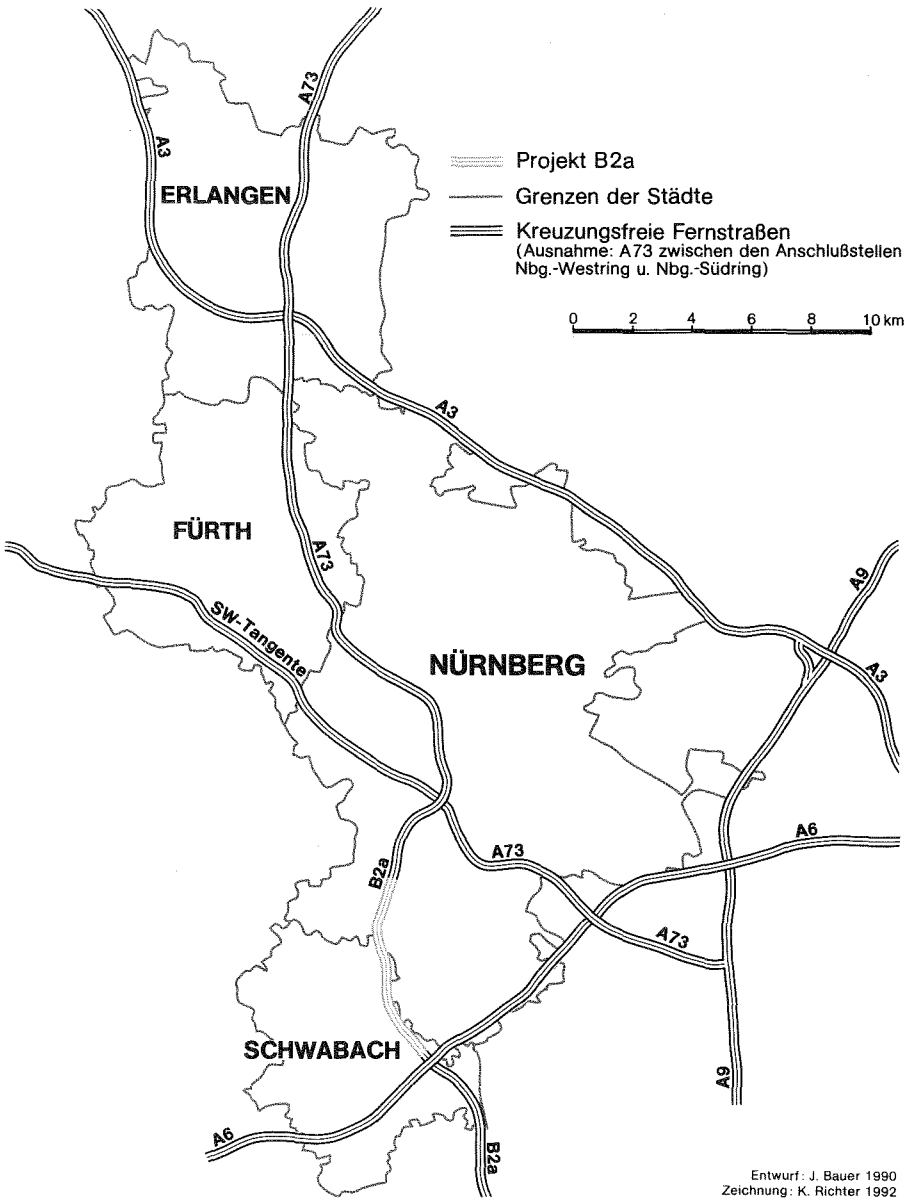 A73
A3
ERLANGEN
Projekt B2a
Grenzen der Städte
Kreuzungsfreie Fernstraßen
(Ausnahme: A73 zwischen den Anschlußstellen
Nbg.-Westring u. Nbg.-Südring)
0 2 4 6 8 10 km
A3
FÜRTH
A73
A9
SW-Tangente
NÜRNBERG
A3
A6
A73
B2a
A73
SCHWABACH
A9
A6
B2a
Entwurf: J. Bauer 1990
Zeichnung: K. Richter 1992